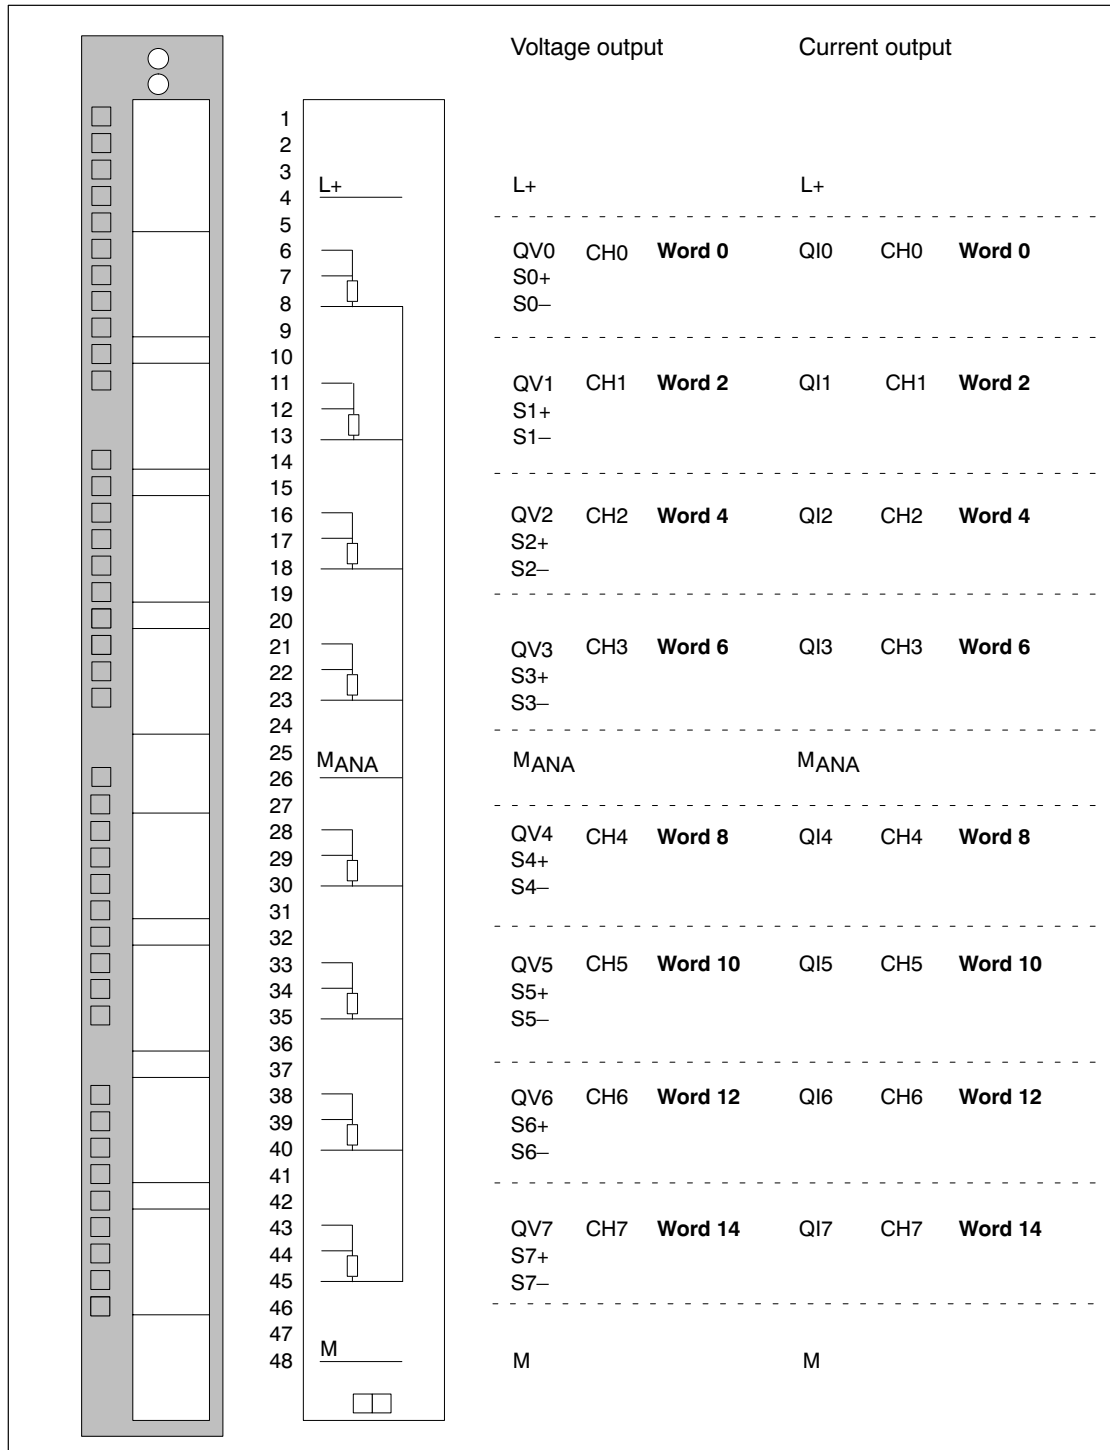 Voltage output Current output
1
2
3
L+
4 L+ L+
5
6 QV0 CH0 Word 0 QI0 CH0 Word 0
7 S0+
8 S0–
9
10
11 QV1 CH1 Word 2 QI1 CH1 Word 2
12 S1+
13 S1–
14
15
16 QV2 CH2 Word 4 QI2 CH2 Word 4
17 S2+
18 S2–
19
20
21 QV3 CH3 Word 6 QI3 CH3 Word 6
22 S3+
23 S3–
24
25
MANA MANA MANA
26
27
28 QV4 CH4 Word 8 QI4 CH4 Word 8
29 S4+
30 S4–
31
32
33 QV5 CH5 Word 10 QI5 CH5 Word 10
34 S5+
35 S5–
36
37
38 QV6 CH6 Word 12 QI6 CH6 Word 12
39 S6+
40 S6–
41
42
43 QV7 CH7 Word 14 QI7 CH7 Word 14
44 S7+
45 S7–
46
47
M
48 M M